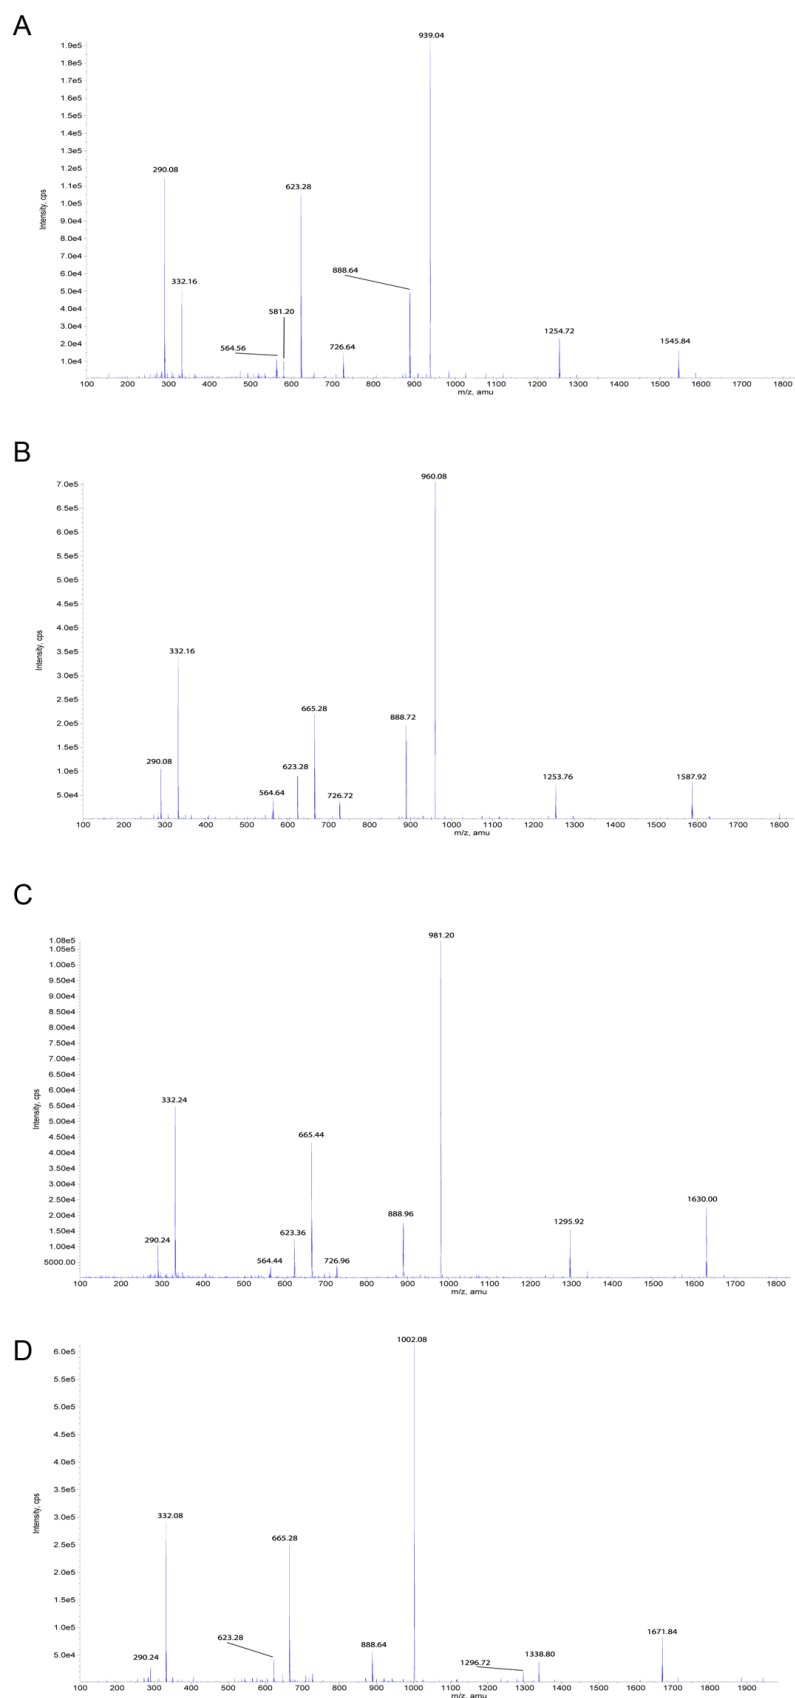 A
939.04
1.9e5
1.8e5
1.7e5
1.6e5
1.5e5
1.4e5
1.3e5
1.2e5
1.1e5
1.0e5
9.0e4
8.0e4
7.0e4
6.0e4
5.0e4
4.0e4
3.0e4
2.0e4
1.0e4
Intensity, cps
290.08
332.16
564.56
581.20
623.28
726.64
888.64
1254.72
1545.84
100 200 300 400 500 600 700 800 900 1000 1100 1200 1300 1400 1500 1600 1700 1800
m/z, amu
B
960.08
7.0e5
6.5e5
6.0e5
5.5e5
5.0e5
4.5e5
4.0e5
3.5e5
3.0e5
2.5e5
2.0e5
1.5e5
1.0e5
5.0e4
Intensity, cps
290.08
332.16
564.64
623.28
665.28
726.72
888.72
1253.76
1587.92
100 200 300 400 500 600 700 800 900 1000 1100 1200 1300 1400 1500 1600 1700 1800
m/z, amu
C
981.20
1.08e5
1.05e5
1.00e5
9.50e4
9.00e4
8.50e4
8.00e4
7.50e4
7.00e4
6.50e4
6.00e4
5.50e4
5.00e4
4.50e4
4.00e4
3.50e4
3.00e4
2.50e4
2.00e4
1.50e4
1.00e4
5000.00
Intensity, cps
290.24
332.24
564.44
623.36
665.44
726.96
888.96
1295.92
1630.00
100 200 300 400 500 600 700 800 900 1000 1100 1200 1300 1400 1500 1600 1700 1800
m/z, amu
D
1002.08
6.0e5
5.5e5
5.0e5
4.5e5
4.0e5
3.5e5
3.0e5
2.5e5
2.0e5
1.5e5
1.0e5
5.0e4
Intensity, cps
290.24
332.08
623.28
665.28
888.64
1296.72
1338.80
1671.84
100 200 300 400 500 600 700 800 900 1000 1100 1200 1300 1400 1500 1600 1700 1800 1900
m/z, amu